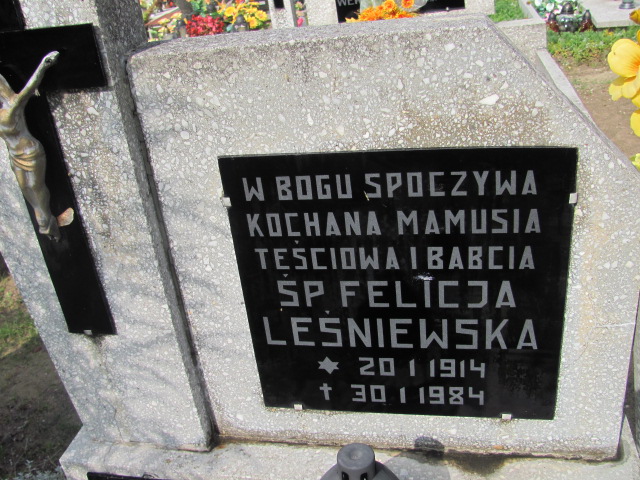 W BOGU SPOCZYWA
KOCHANA MAMUSIA
TEŚCIOWA I BABCIA
ŚP FELICJA
LEŚNIEWSKA
20 I 1914
30 I 1984